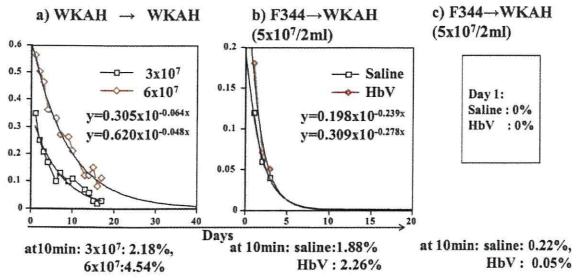 a) WKAH → WKAH
b) F344→WKAH
(5x10⁷/2ml)
c) F344→WKAH
(5x10⁷/2ml)
0.6
0.5
0.4
0.3
0.2
0.1
0
0
10
20
30
40
3x10⁷
6x10⁷
y=0.305x10⁻⁰·⁰⁶⁴ˣ
y=0.620x10⁻⁰·⁰⁴⁸ˣ
0.2
0.15
0.1
0.05
0
0
5
10
15
20
Saline
HbV
y=0.198x10⁻⁰·²³⁹ˣ
y=0.309x10⁻⁰·²⁷⁸ˣ
Day 1:
Saline : 0%
HbV : 0%
Days
at10min: 3x10⁷: 2.18%,
6x10⁷:4.54%
at 10min: saline:1.88%
HbV : 2.26%
at 10min: saline: 0.22%,
HbV : 0.05%